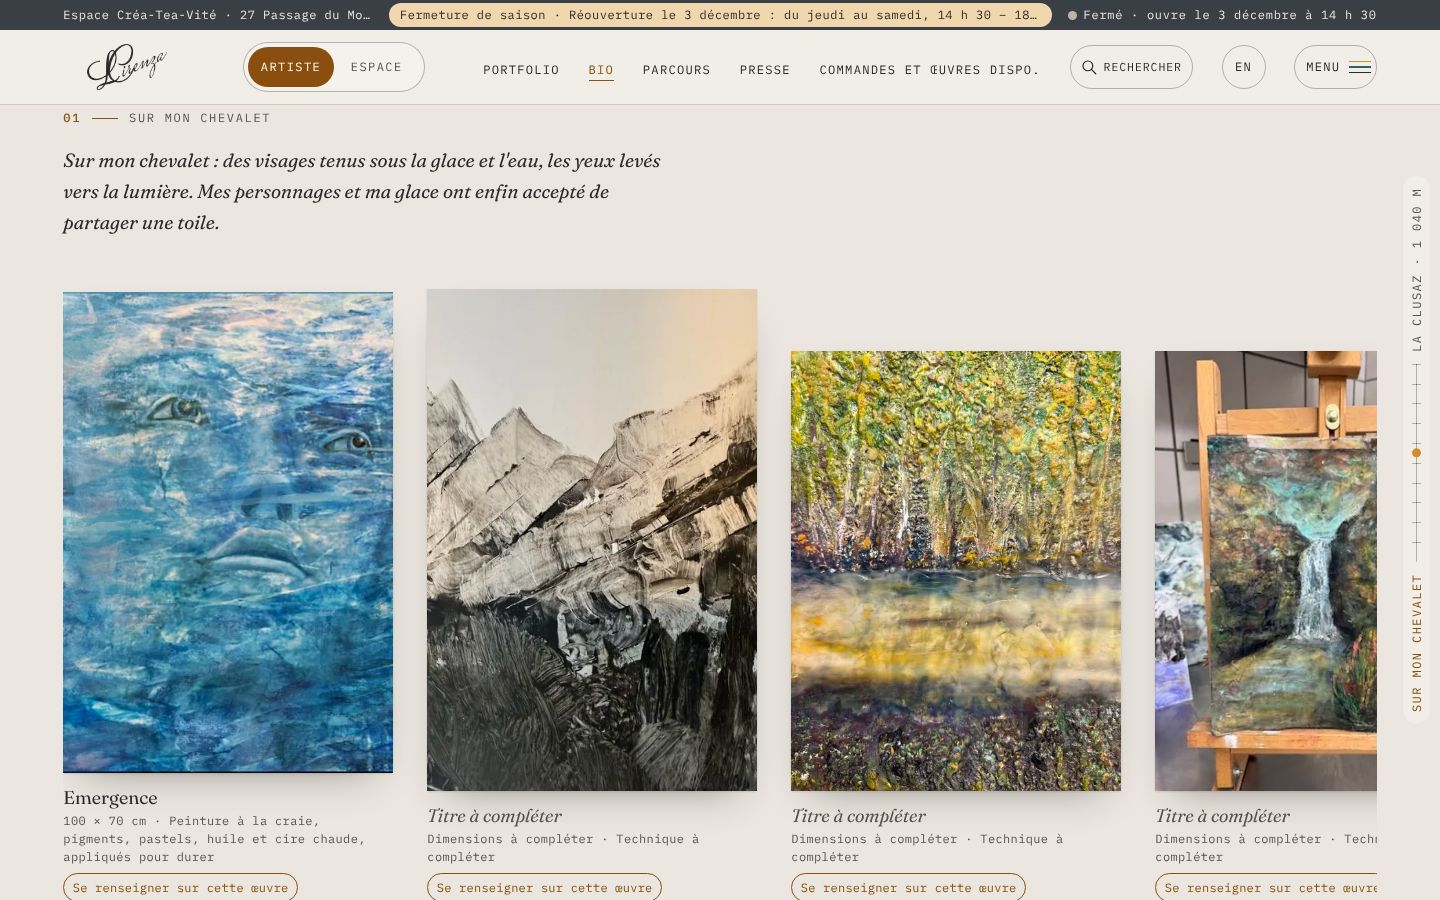 Espace Créa-Tea-Vité · 27 Passage du Mo…
Fermeture de saison · Réouverture le 3 décembre : du jeudi au samedi, 14 h 30 – 18…
Fermé · ouvre le 3 décembre à 14 h 30
Lirenza
ARTISTE
ESPACE
PORTFOLIO
BIO
PARCOURS
PRESSE
COMMANDES ET ŒUVRES DISPO.
RECHERCHER
EN
MENU
01 — SUR MON CHEVALET
Sur mon chevalet : des visages tenus sous la glace et l'eau, les yeux levés
vers la lumière. Mes personnages et ma glace ont enfin accepté de
partager une toile.
LA CLUSAZ · 1 040 M
SUR MON CHEVALET
Emergence
100 × 70 cm · Peinture à la craie,
pigments, pastels, huile et cire chaude,
appliqués pour durer
Se renseigner sur cette œuvre
Titre à compléter
Dimensions à compléter · Technique à
compléter
Se renseigner sur cette œuvre
Titre à compléter
Dimensions à compléter · Technique à
compléter
Se renseigner sur cette œuvre
Titre à compléter
Dimensions à compléter · Techn
compléter
Se renseigner sur cette œuvre